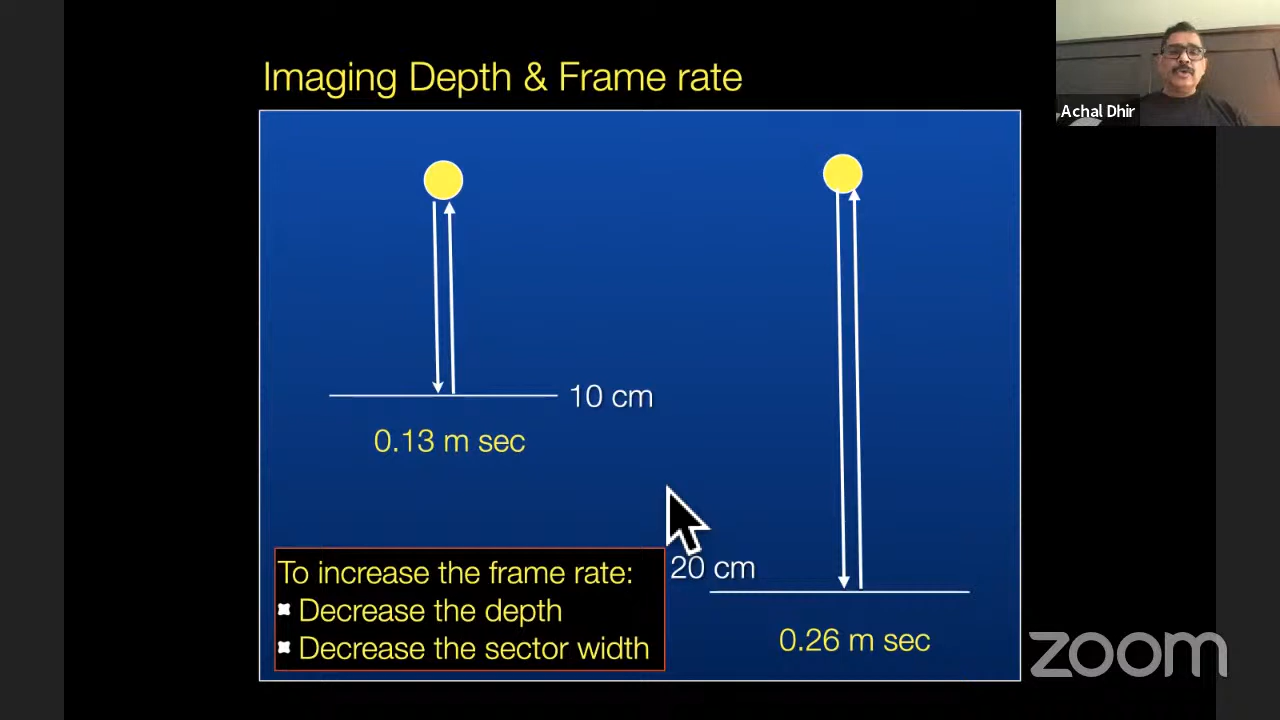 Imaging Depth & Frame rate
Achal Dhir
10 cm
0.13 m sec
20 cm
To increase the frame rate:
Decrease the depth
Decrease the sector width
0.26 m sec
zoom